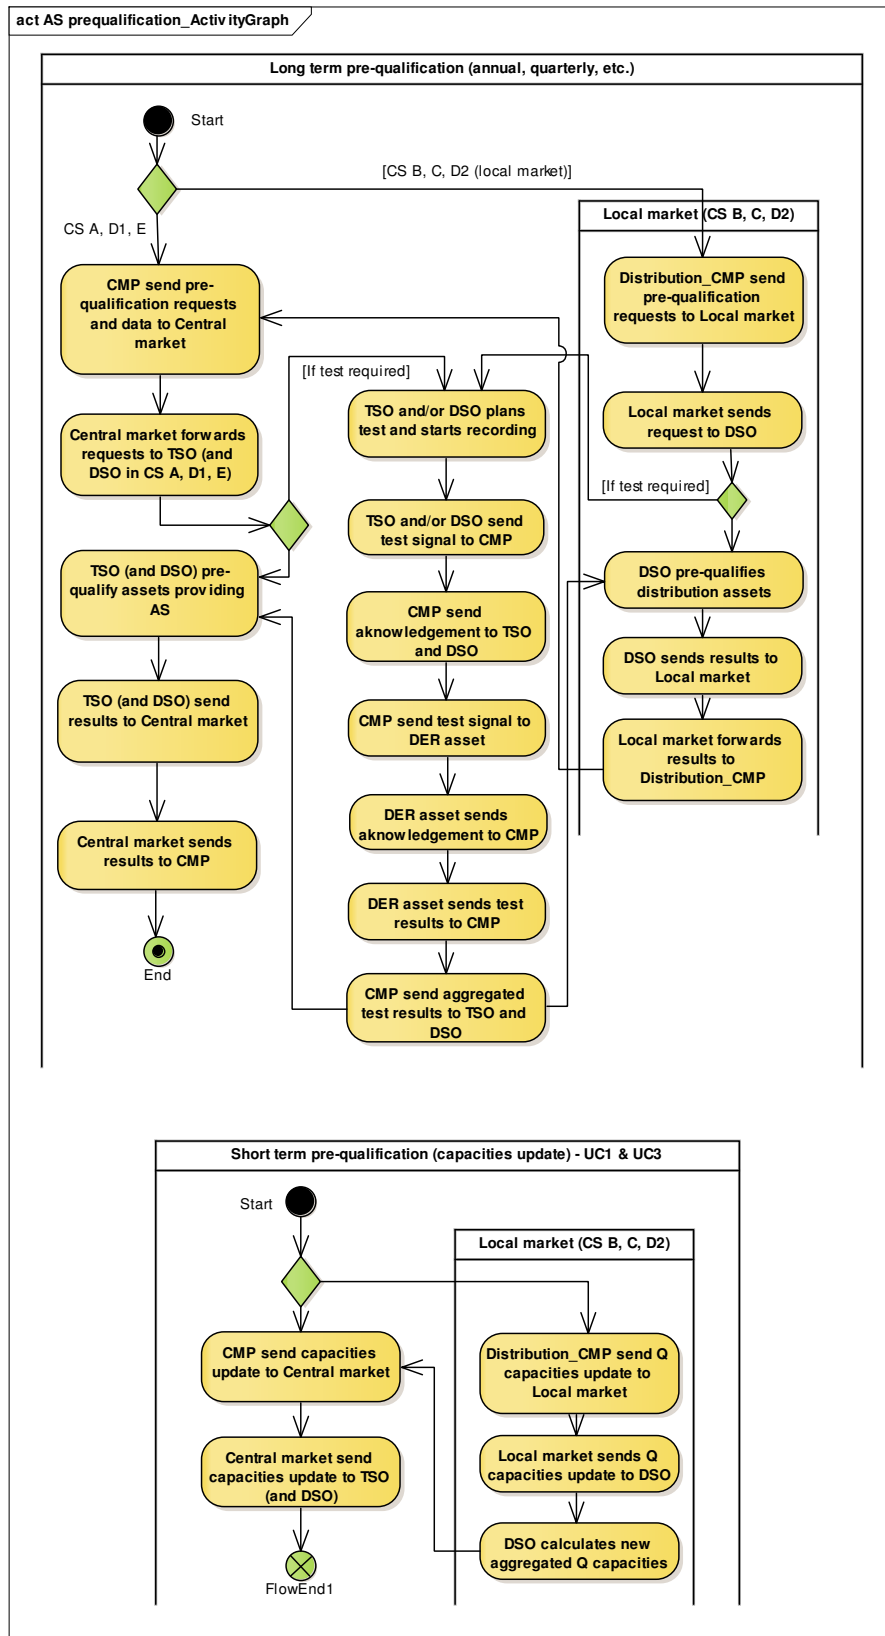 act AS prequalification_ActivityGraph
Long term pre-qualification (annual, quarterly, etc.)
Start
[CS B, C, D2 (local market)]
CS A, D1, E
Local market (CS B, C, D2)
CMP send pre-
qualification requests
and data to Central
market
Distribution_CMP send
pre-qualification
requests to Local market
[If test required]
Central market forwards
requests to TSO (and
DSO in CS A, D1, E)
TSO and/or DSO plans
test and starts recording
Local market sends
request to DSO
[If test required]
TSO and/or DSO send
test signal to CMP
TSO (and DSO) pre-
qualify assets providing
AS
DSO pre-qualifies
distribution assets
CMP send
aknowledgement to TSO
and DSO
DSO sends results to
Local market
TSO (and DSO) send
results to Central market
CMP send test signal to
DER asset
Local market forwards
results to
Distribution_CMP
DER asset sends
aknowledgement to CMP
Central market sends
results to CMP
DER asset sends test
results to CMP
End
CMP send aggregated
test results to TSO and
DSO
Short term pre-qualification (capacities update) - UC1 & UC3
Start
Local market (CS B, C, D2)
CMP send capacities
update to Central market
Distribution_CMP send Q
capacities update to
Local market
Central market send
capacities update to TSO
(and DSO)
Local market sends Q
capacities update to DSO
DSO calculates new
aggregated Q capacities
FlowEnd1